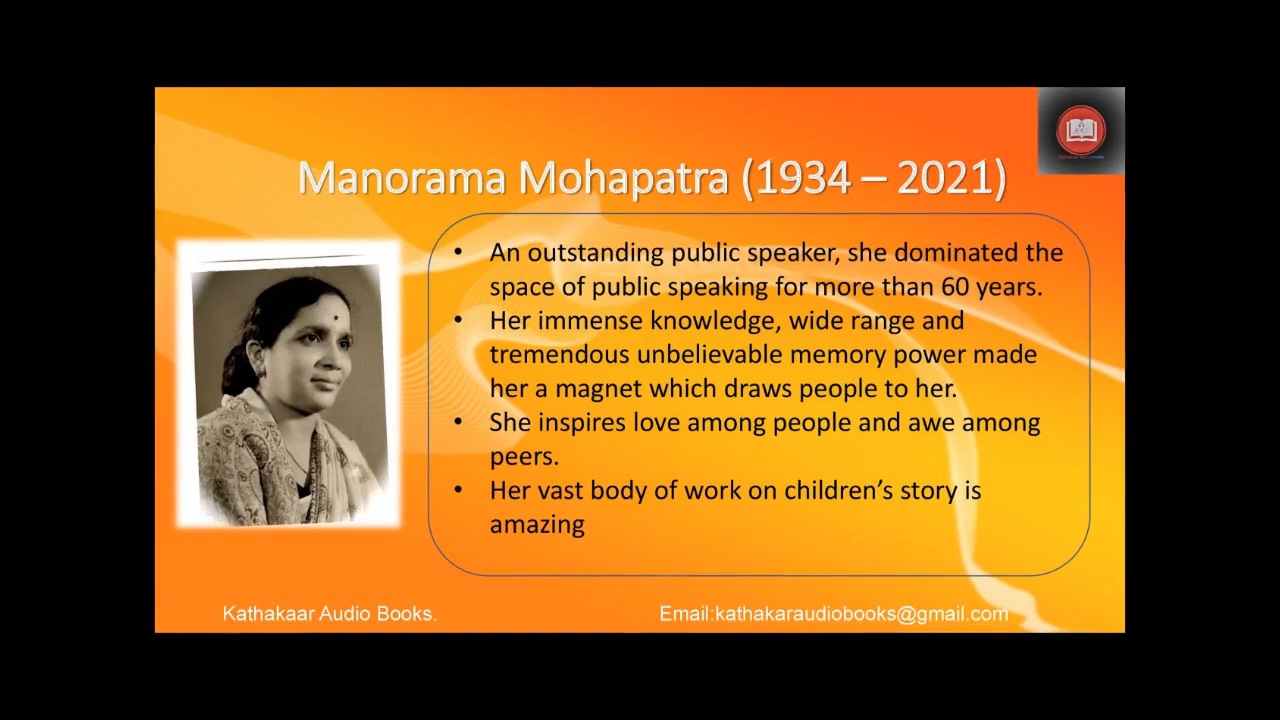 Manorama Mohapatra (1934 – 2021)
• An outstanding public speaker, she dominated the
space of public speaking for more than 60 years.
• Her immense knowledge, wide range and
tremendous unbelievable memory power made
her a magnet which draws people to her.
• She inspires love among people and awe among
peers.
• Her vast body of work on children’s story is
amazing
Kathakaar Audio Books.
Email:kathakaraudiobooks@gmail.com